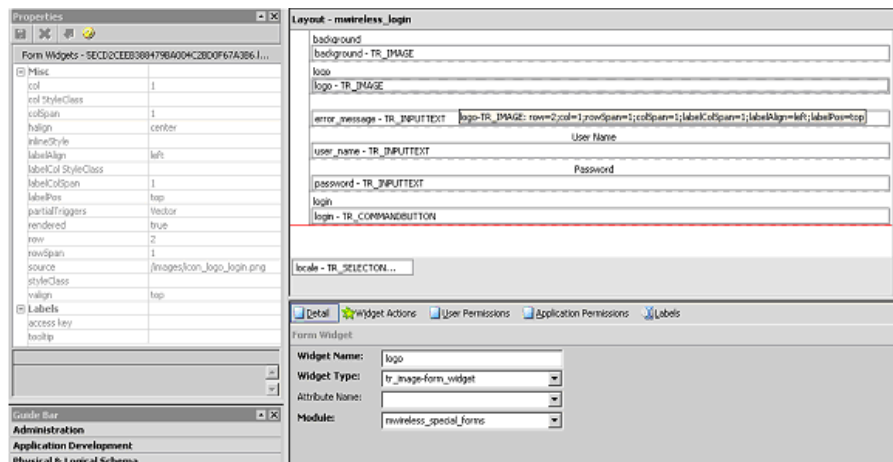 Properties
Form Widgets - 5ECD2CEEB388479BA004C2BD0F67A3B6.l...
Misc
col 1
col StyleClass
colSpan 1
halign center
inlineStyle
labelAlign left
labelCol StyleClass
labelColSpan 1
labelPos top
partialTriggers Vector
rendered true
row 2
rowSpan 1
source /images/icon_logo_login.png
styleClass
valign top
Labels
access key
tooltip
Guide Bar
Administration
Application Development
Physical & Logical Schema
Layout - mwireless_login
background
background - TR_IMAGE
logo
logo - TR_IMAGE
error_message - TR_INPUTTEXT
logo-TR_IMAGE: row=2;col=1;rowSpan=1;colSpan=1;labelColSpan=1;labelAlign=left;labelPos=top
User Name
user_name - TR_INPUTTEXT
Password
password - TR_INPUTTEXT
login
login - TR_COMMANDBUTTON
locale - TR_SELECTON...
Detail Widget Actions User Permissions Application Permissions Labels
Form Widget
Widget Name: logo
Widget Type: tr_image-form_widget
Attribute Name:
Module: mwireless_special_forms